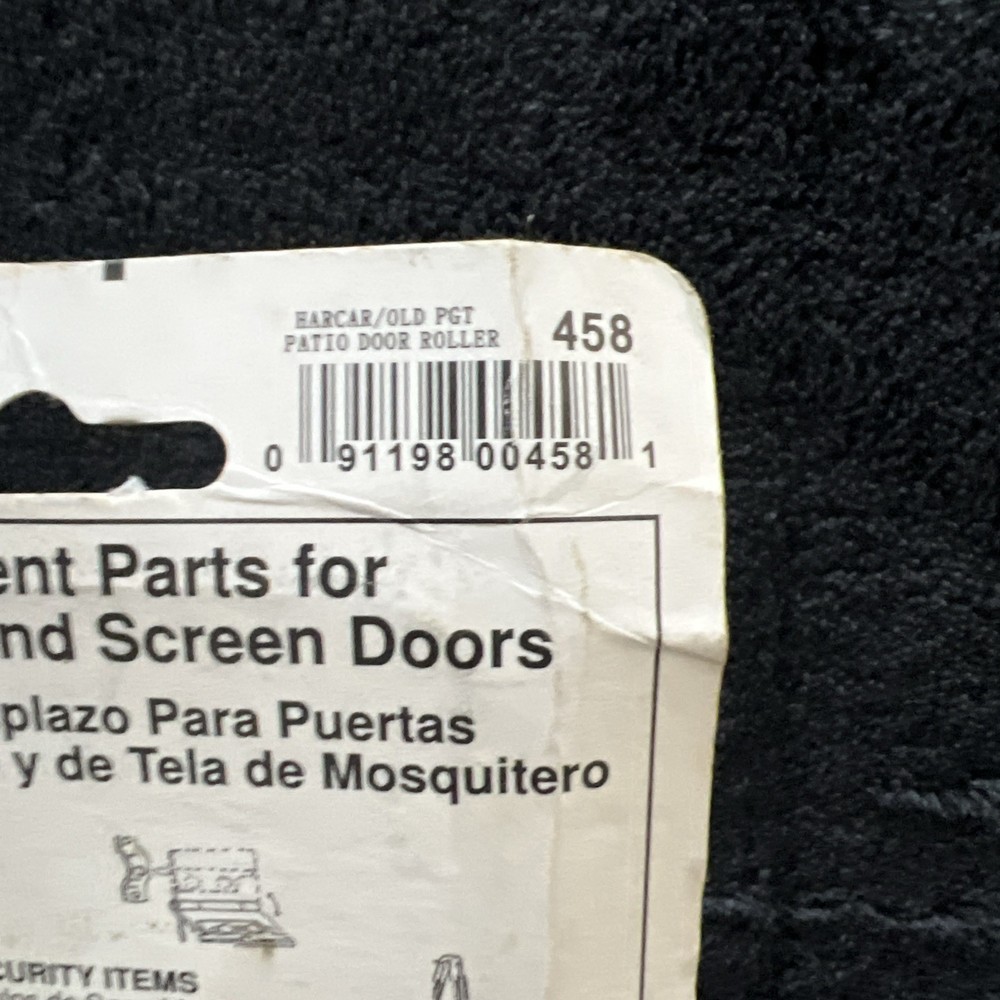 HARCAR/OLD PGT
PATIO DOOR ROLLER 458
0 91198 00458 1
ent Parts for
nd Screen Doors
plazo Para Puertas
y de Tela de Mosquitero
CURITY ITEMS